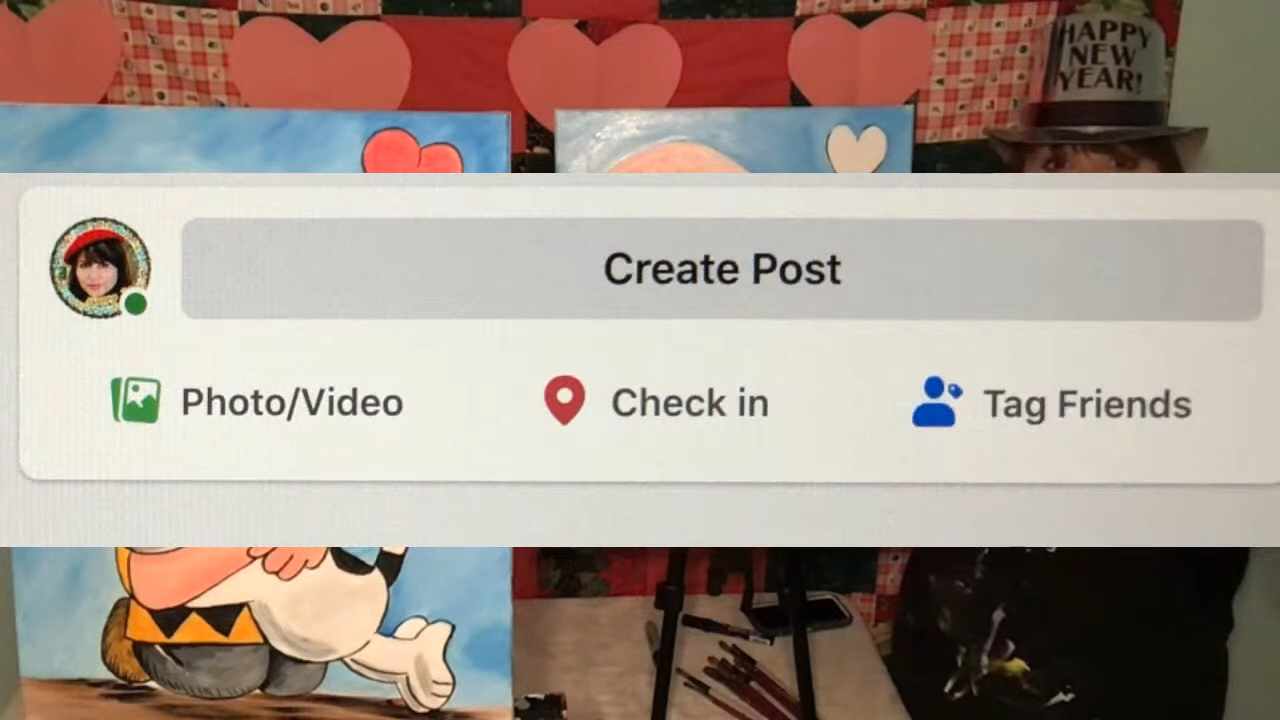 HAPPY
NEW
YEAR!
Create Post
Photo/Video
Check in
Tag Friends